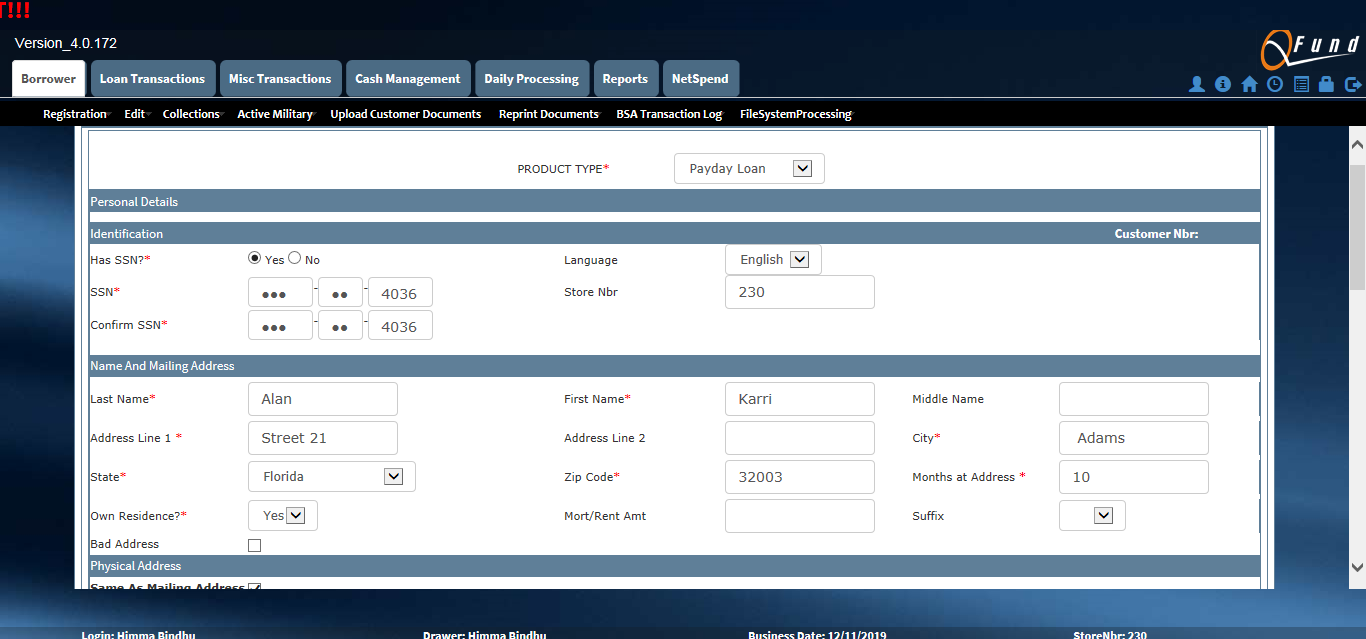 T!!!
Version_4.0.172
QFund
Borrower Loan Transactions Misc Transactions Cash Management Daily Processing Reports NetSpend
Registration Edit Collections Active Military Upload Customer Documents Reprint Documents BSA Transaction Log FileSystemProcessing
PRODUCT TYPE* Payday Loan
Personal Details
Identification Customer Nbr:
Has SSN?* Yes No Language English
SSN* ●●● - ●● - 4036 Store Nbr 230
Confirm SSN* ●●● - ●● - 4036
Name And Mailing Address
Last Name* Alan First Name* Karri Middle Name
Address Line 1 * Street 21 Address Line 2 City* Adams
State* Florida Zip Code* 32003 Months at Address * 10
Own Residence?* Yes Mort/Rent Amt Suffix
Bad Address
Physical Address
Same As Mailing Address
Login: Himma Bindhu Drawer: Himma Bindhu Business Date: 12/11/2019 StoreNbr: 230